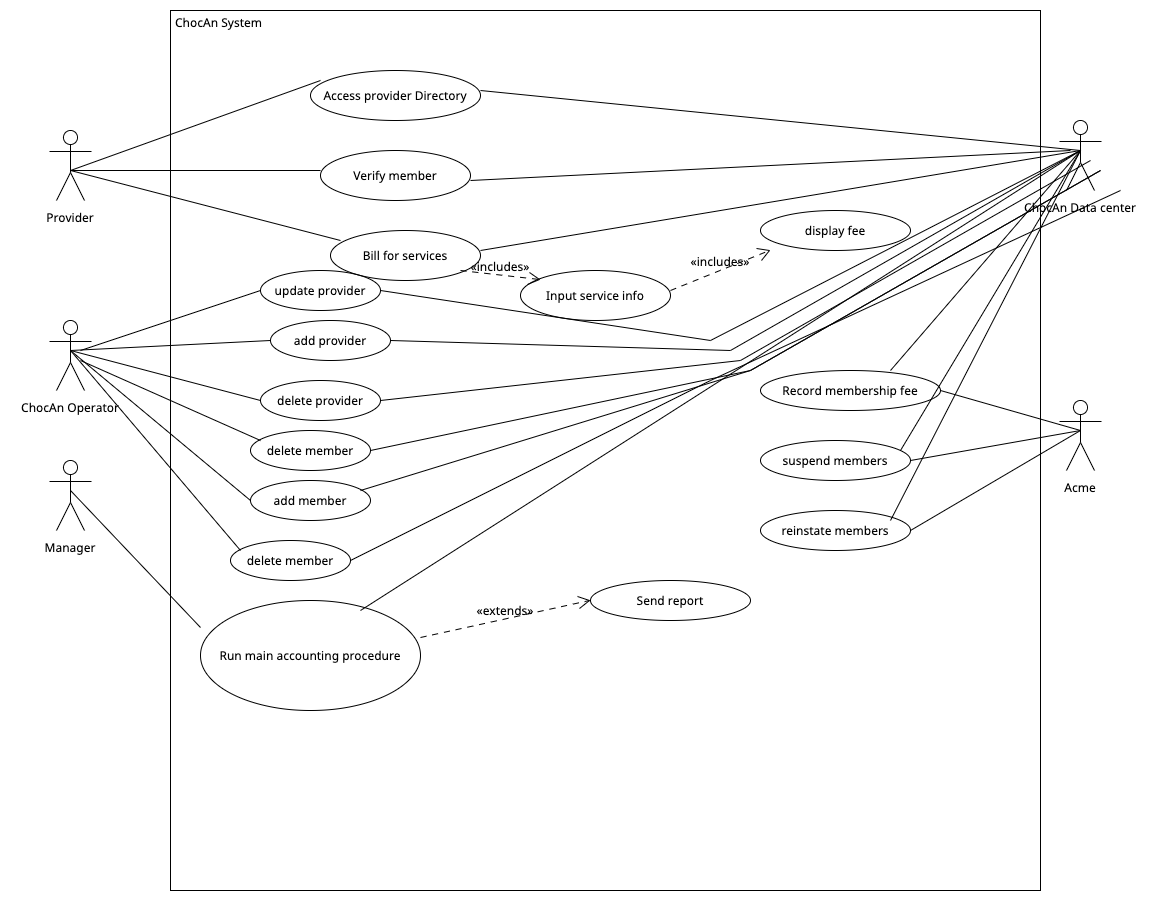 ChocAn System
Access provider Directory
Verify member
Provider
ChocAn Data center
display fee
Bill for services
«includes»
«includes»
update provider
Input service info
add provider
Record membership fee
delete provider
ChocAn Operator
delete member
suspend members
Acme
add member
reinstate members
Manager
delete member
Send report
«extends»
Run main accounting procedure